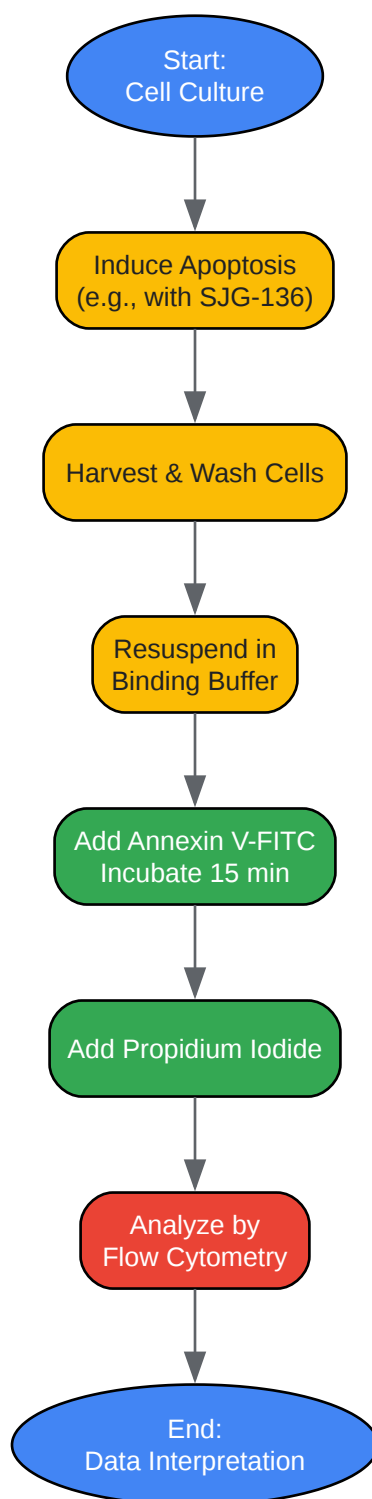 Start:
Cell Culture
Induce Apoptosis
(e.g., with SJG-136)
Harvest & Wash Cells
Resuspend in
Binding Buffer
Add Annexin V-FITC
Incubate 15 min
Add Propidium Iodide
Analyze by
Flow Cytometry
End:
Data Interpretation